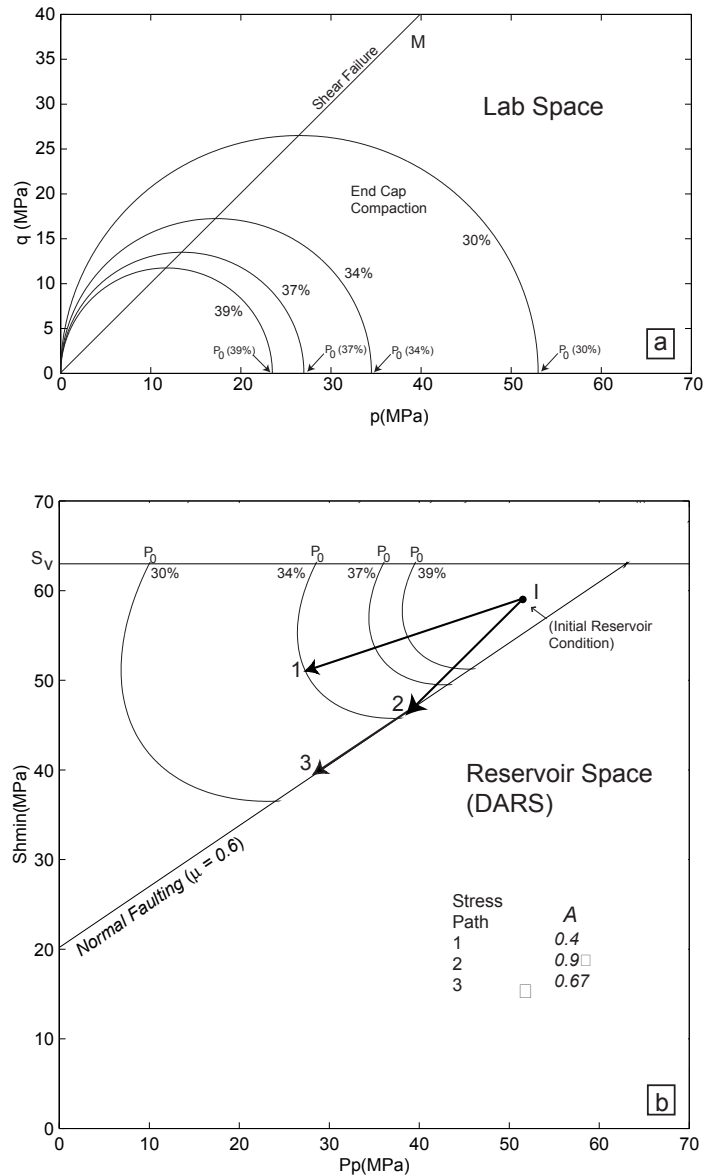 40
35
30
25
20
15
10
5
0
q (MPa)
M
Shear Failure
Lab Space
End Cap
Compaction
30%
34%
37%
39%
P0 (39%)
P0 (37%)
P0 (34%)
P0 (30%)
a
0 10 20 30 40 50 60 70
p(MPa)
70
60
50
40
30
20
10
0
Sv
Shmin(MPa)
P0
30%
P0
34%
P0
37%
P0
39%
I
(Initial Reservoir
Condition)
1
2
3
Normal Faulting (μ = 0.6)
Reservoir Space
(DARS)
Stress
Path A
1 0.4
2 0.9
3 0.67
b
0 10 20 30 40 50 60 70
Pp(MPa)